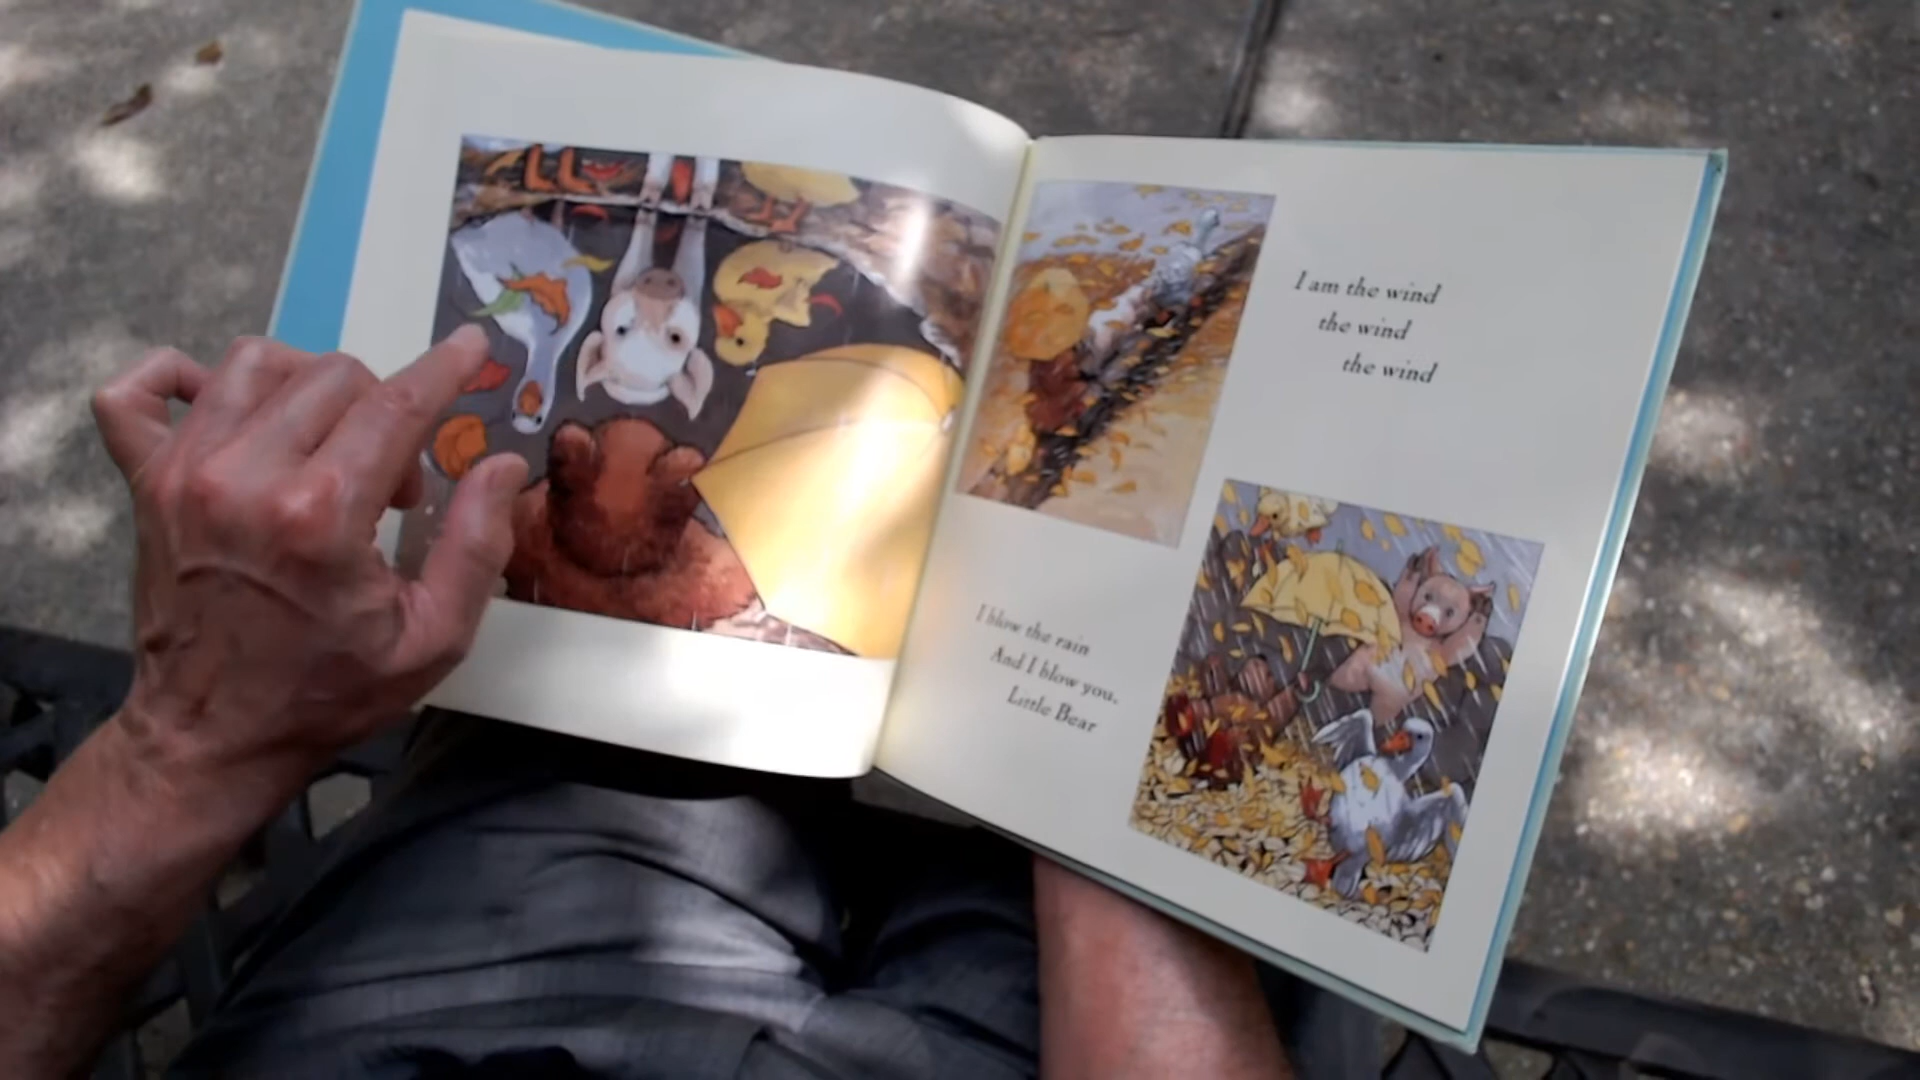 I am the wind
the wind
the wind
I blow the rain
And I blow you,
Little Bear